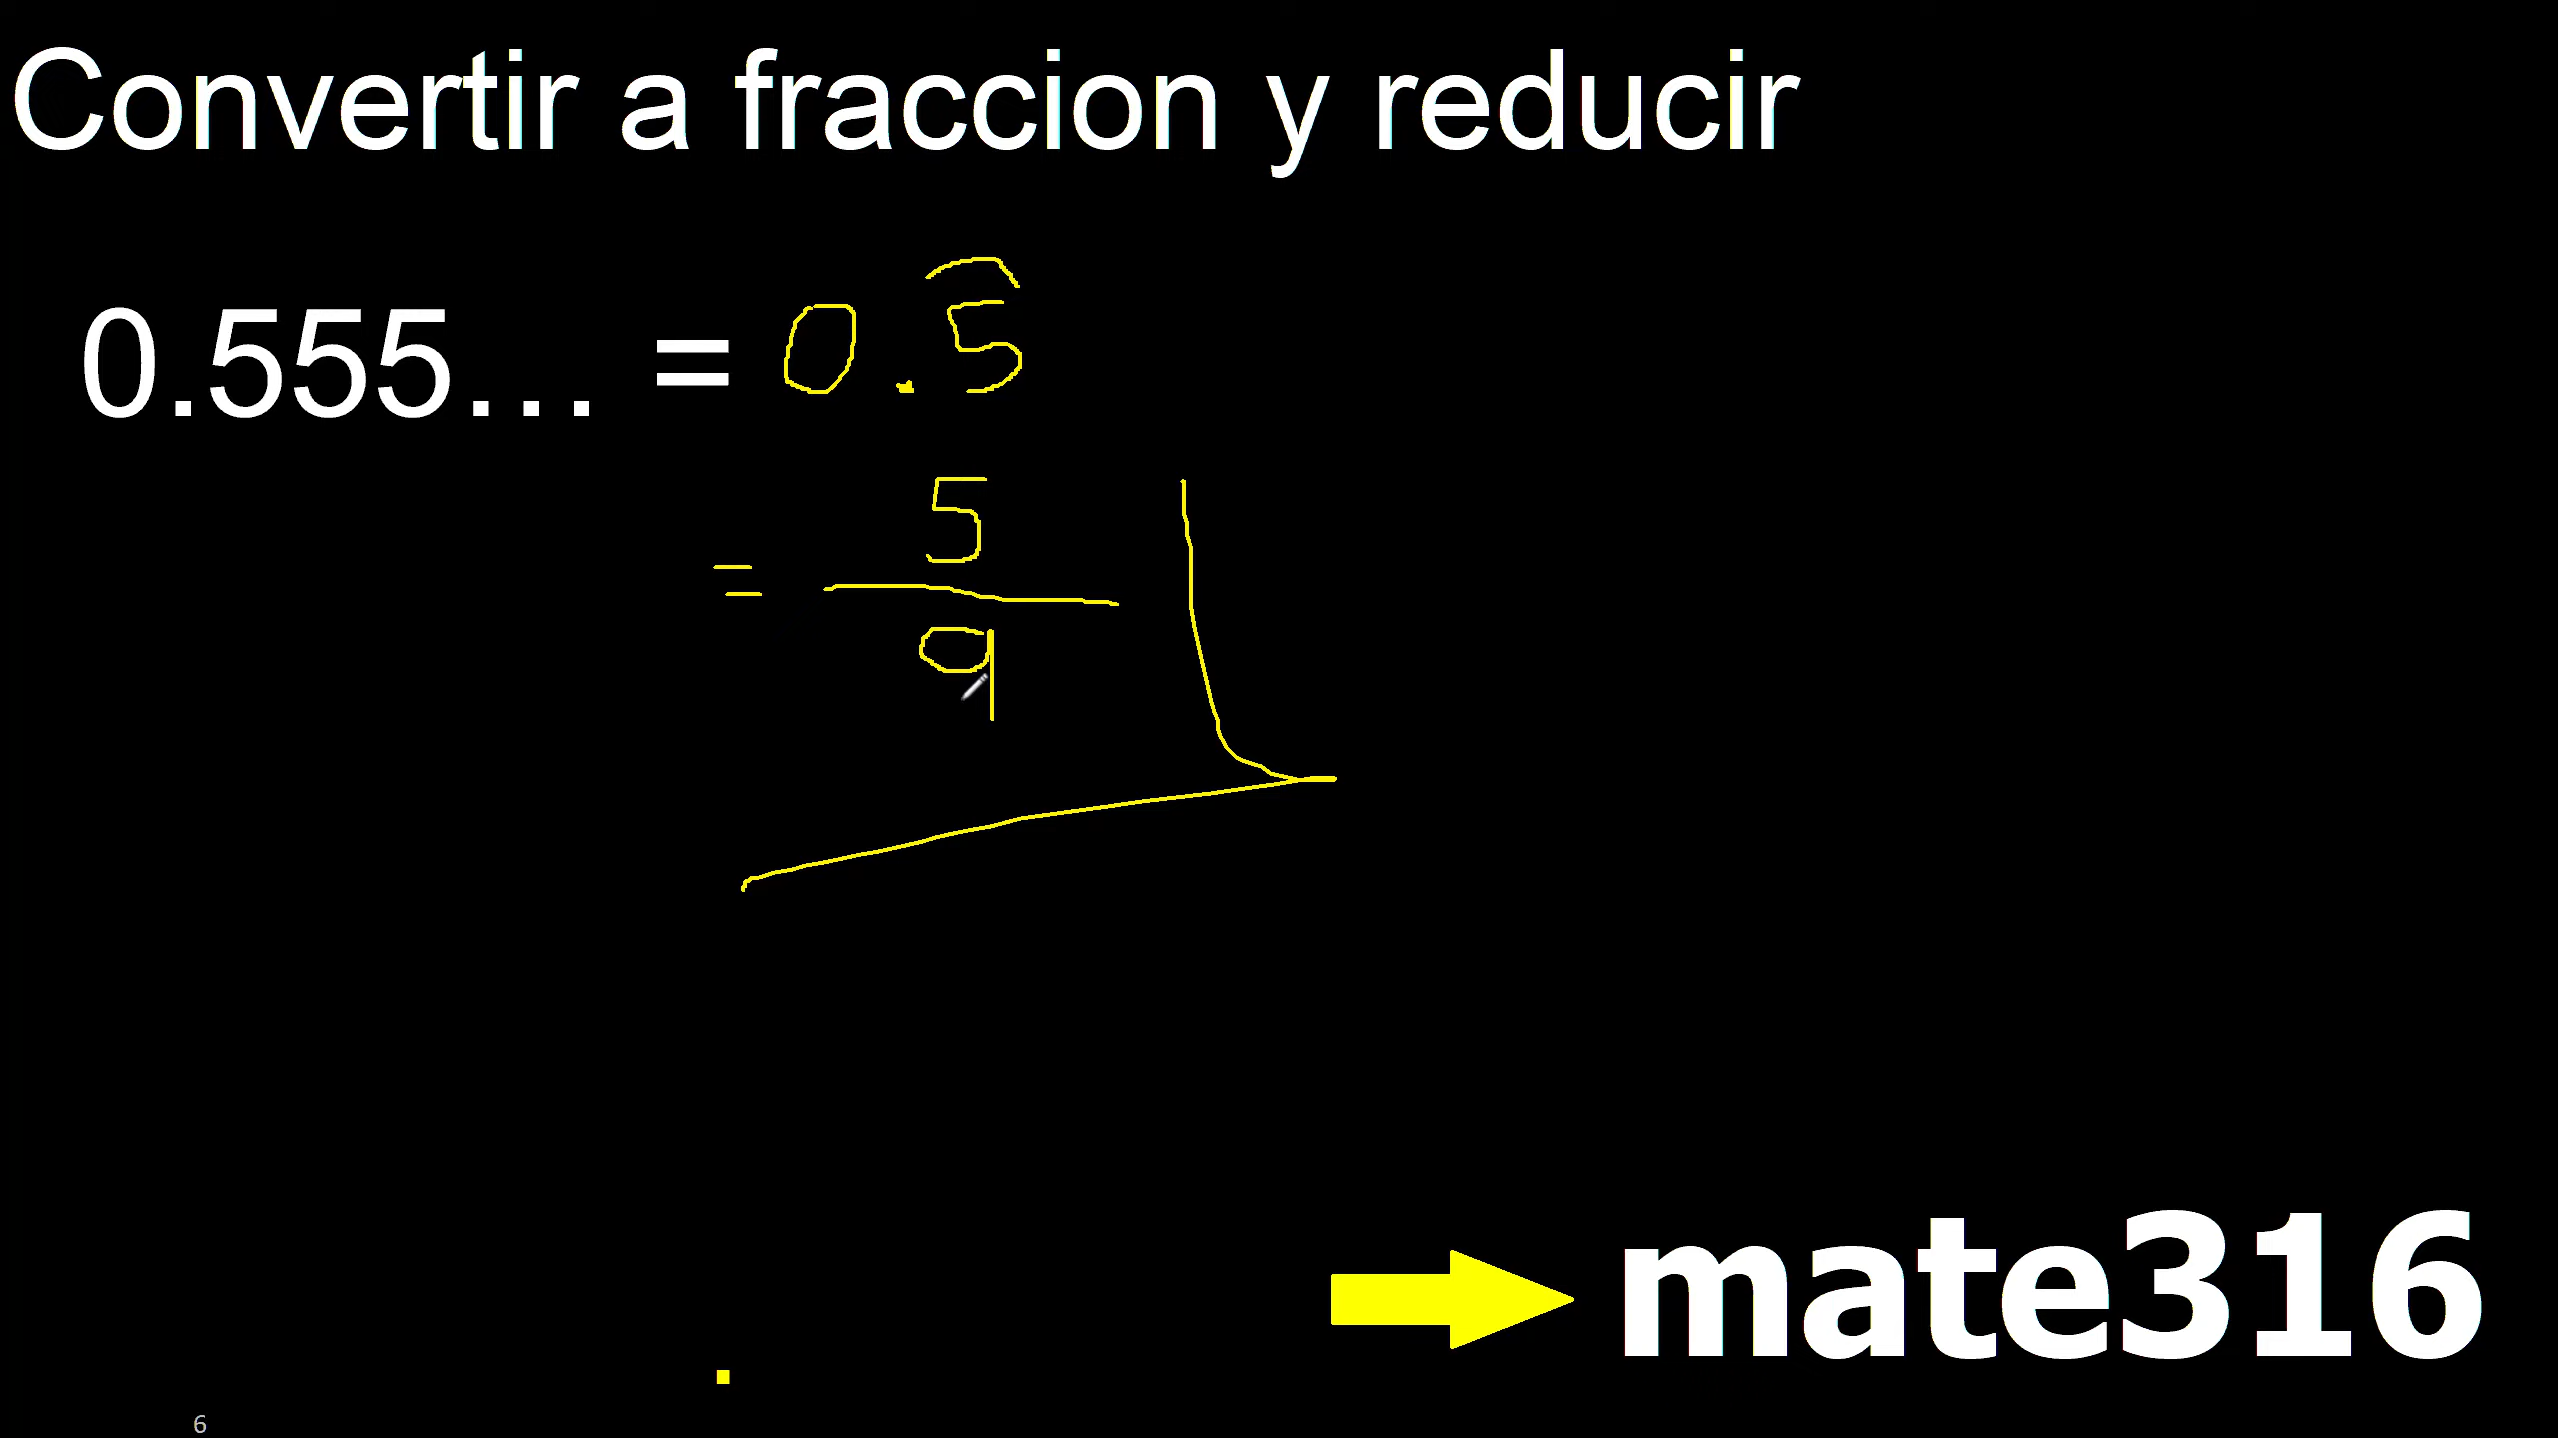 Convertir a fraccion y reducir
0.555... = 0.5̑
= 5
9
mate316
6